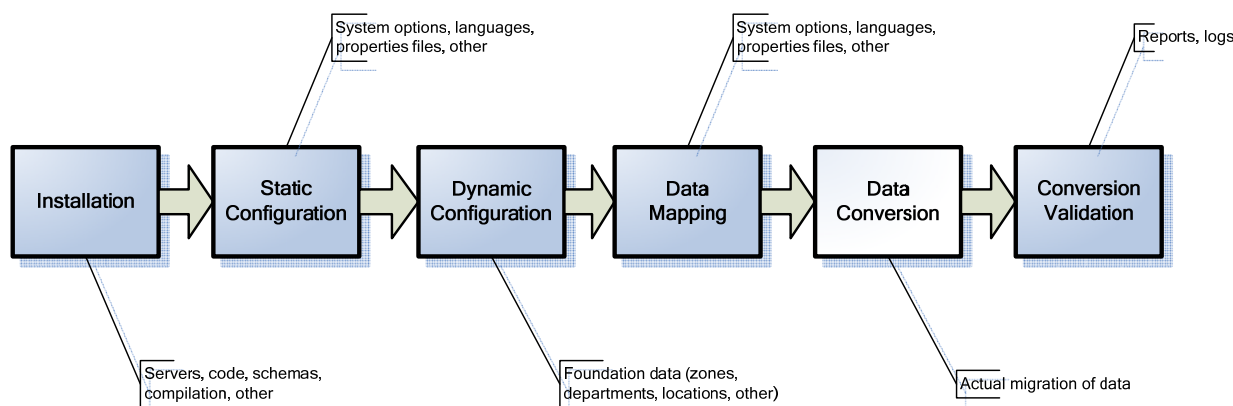 System options, languages,
properties files, other
System options, languages,
properties files, other
Reports, logs
Installation
Static
Configuration
Dynamic
Configuration
Data
Mapping
Data
Conversion
Conversion
Validation
Servers, code, schemas,
compilation, other
Foundation data (zones,
departments, locations, other)
Actual migration of data